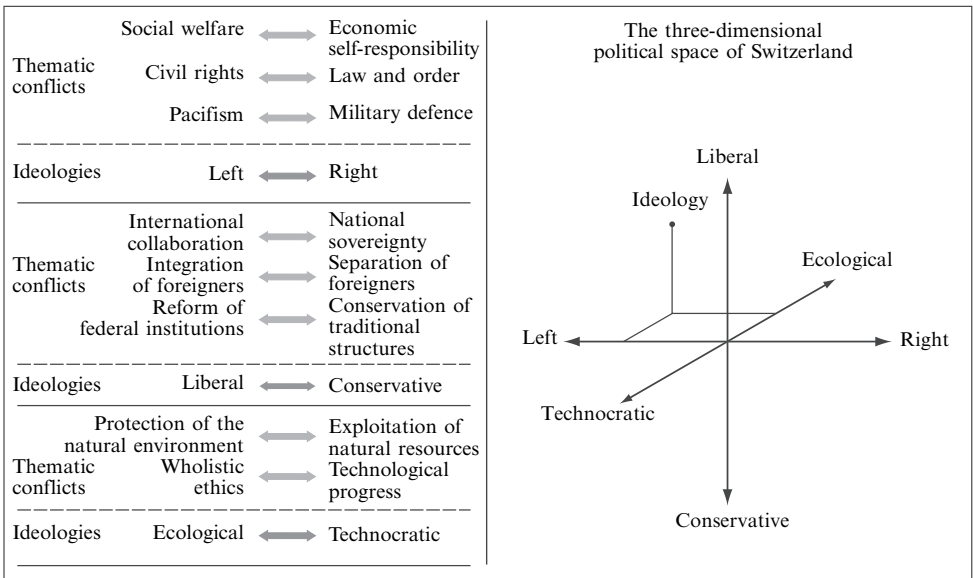 Social welfare
Economic
self-responsibility
Thematic
conflicts
Civil rights
Law and order
Pacifism
Military defence
Ideologies
Left
Right
International
collaboration
National
sovereignty
Thematic
conflicts
Integration
of foreigners
Separation of
foreigners
Reform of
federal institutions
Conservation of
traditional
structures
Ideologies
Liberal
Conservative
Protection of the
natural environment
Exploitation of
natural resources
Thematic
conflicts
Wholistic
ethics
Technological
progress
Ideologies
Ecological
Technocratic
The three-dimensional
political space of Switzerland
Liberal
Ideology
Ecological
Left
Right
Technocratic
Conservative